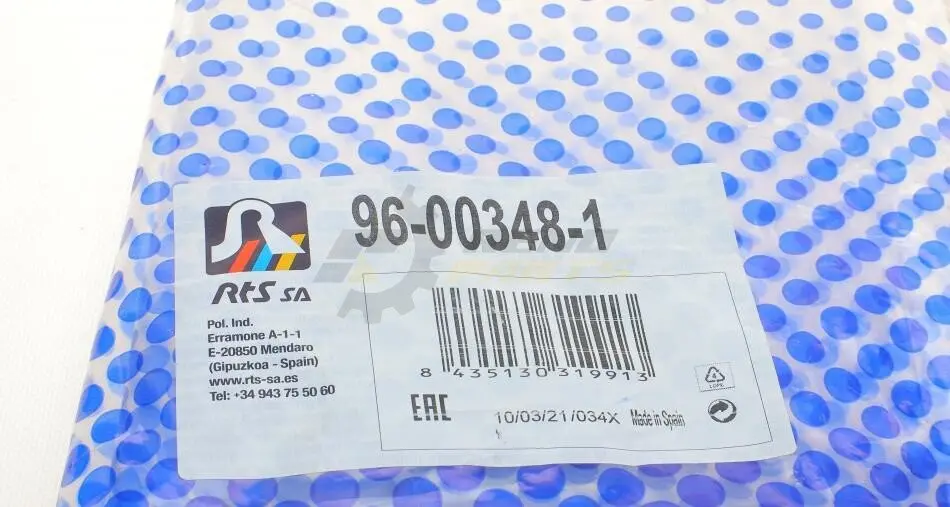 96-00348-1
RTS SA
Pol. Ind.
Erramone A-1-1
E-20850 Mendaro
(Gipuzkoa - Spain)
www.rts-sa.es
Tel: +34 943 75 50 60
8 435130 319913
4
LDPE
EAC
10/03/21/034X Made in Spain